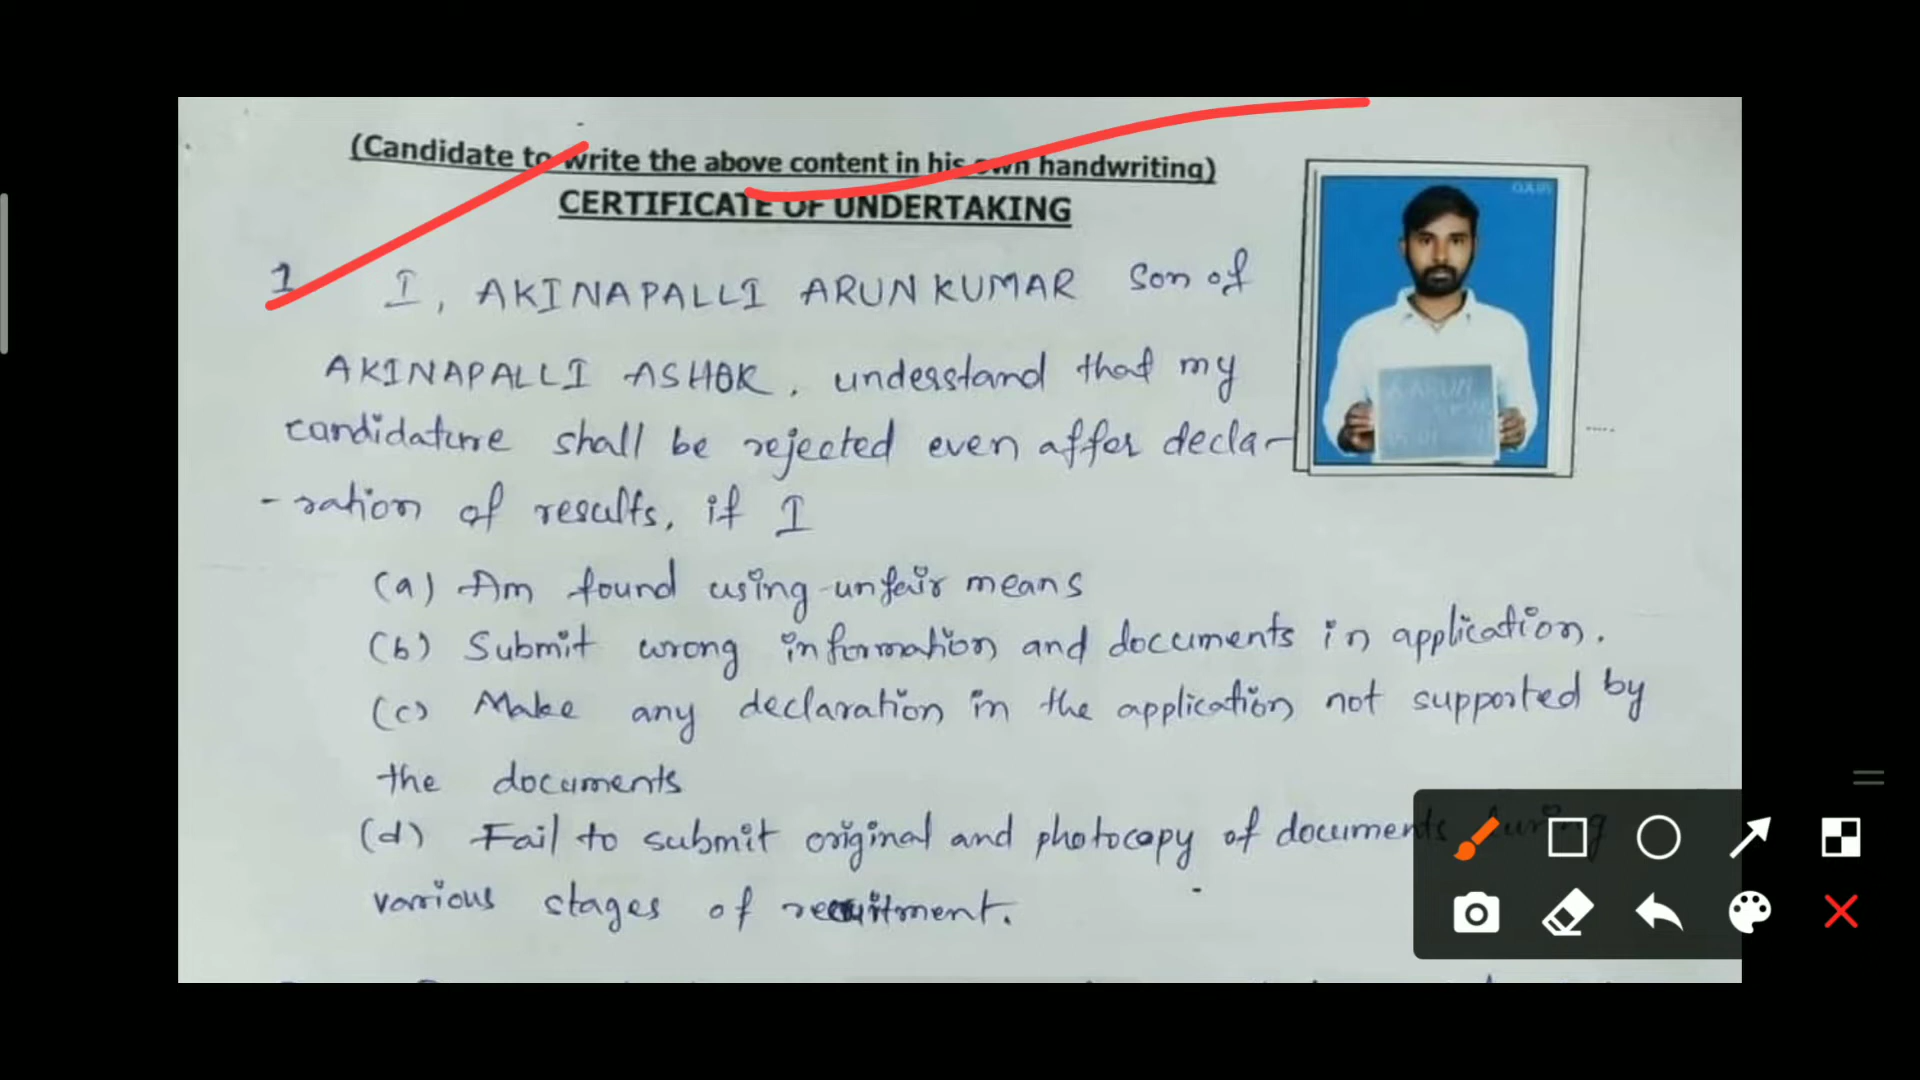 (Candidate to write the above content in his own handwriting)
CERTIFICATE OF UNDERTAKING
1 I, AKINAPALLI ARUN KUMAR Son of
AKINAPALLI ASHOK, understand that my
candidature shall be rejected even after decla-
-ration of results, if I
(a) Am found using unfair means
(b) Submit wrong information and documents in application.
(c) Make any declaration in the application not supported by
the documents
(d) Fail to submit original and photocopy of documents during
various stages of recruitment.
A ARUN